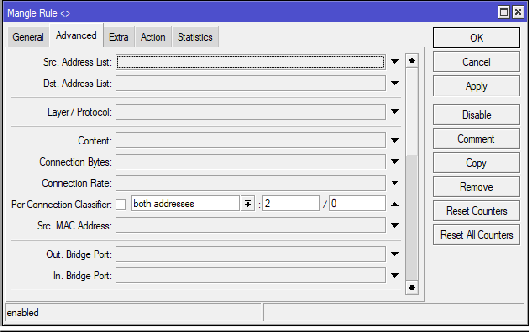 Mangle Rule <>
General Advanced Extra Action Statistics
Src. Address List:
Dst. Address List:
Layer7 Protocol:
Content:
Connection Bytes:
Connection Rate:
Per Connection Classifier: both addresses : 2 / 0
Src. MAC Address:
Out. Bridge Port:
In. Bridge Port:
OK
Cancel
Apply
Disable
Comment
Copy
Remove
Reset Counters
Reset All Counters
enabled